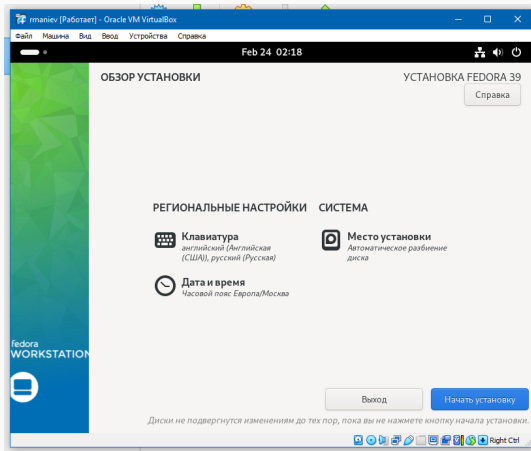 rmaniev [Работает] - Oracle VM VirtualBox
Файл Машина Вид Ввод Устройства Справка
Feb 24 02:18
ОБЗОР УСТАНОВКИ
УСТАНОВКА FEDORA 39
Справка
РЕГИОНАЛЬНЫЕ НАСТРОЙКИ
Клавиатура
английский (Английская
(США)), русский (Русская)
Дата и время
Часовой пояс Европа/Москва
СИСТЕМА
Место установки
Автоматическое разбиение
диска
fedora
WORKSTATION
Выход
Начать установку
Диски не подвергнутся изменениям до тех пор, пока вы не нажмете кнопку начала установки.
Right Ctrl